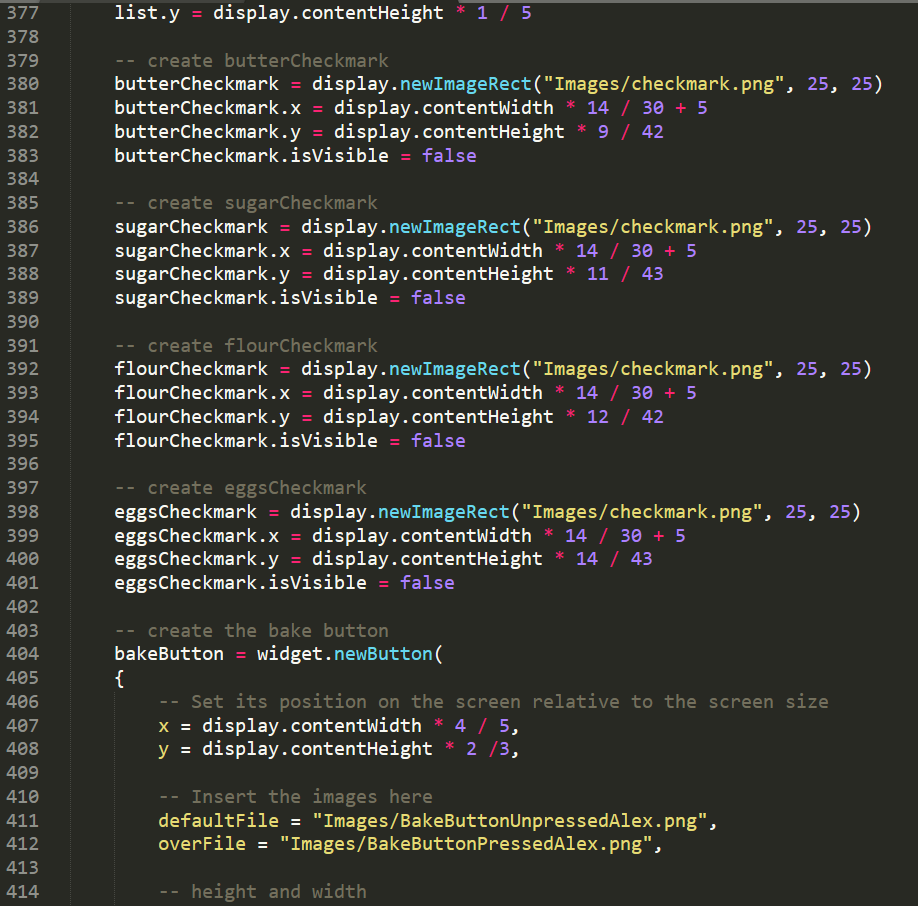 377 list.y = display.contentHeight * 1 / 5
378
379 -- create butterCheckmark
380 butterCheckmark = display.newImageRect("Images/checkmark.png", 25, 25)
381 butterCheckmark.x = display.contentWidth * 14 / 30 + 5
382 butterCheckmark.y = display.contentHeight * 9 / 42
383 butterCheckmark.isVisible = false
384
385 -- create sugarCheckmark
386 sugarCheckmark = display.newImageRect("Images/checkmark.png", 25, 25)
387 sugarCheckmark.x = display.contentWidth * 14 / 30 + 5
388 sugarCheckmark.y = display.contentHeight * 11 / 43
389 sugarCheckmark.isVisible = false
390
391 -- create flourCheckmark
392 flourCheckmark = display.newImageRect("Images/checkmark.png", 25, 25)
393 flourCheckmark.x = display.contentWidth * 14 / 30 + 5
394 flourCheckmark.y = display.contentHeight * 12 / 42
395 flourCheckmark.isVisible = false
396
397 -- create eggsCheckmark
398 eggsCheckmark = display.newImageRect("Images/checkmark.png", 25, 25)
399 eggsCheckmark.x = display.contentWidth * 14 / 30 + 5
400 eggsCheckmark.y = display.contentHeight * 14 / 43
401 eggsCheckmark.isVisible = false
402
403 -- create the bake button
404 bakeButton = widget.newButton(
405 {
406 -- Set its position on the screen relative to the screen size
407 x = display.contentWidth * 4 / 5,
408 y = display.contentHeight * 2 /3,
409
410 -- Insert the images here
411 defaultFile = "Images/BakeButtonUnpressedAlex.png",
412 overFile = "Images/BakeButtonPressedAlex.png",
413
414 -- height and width